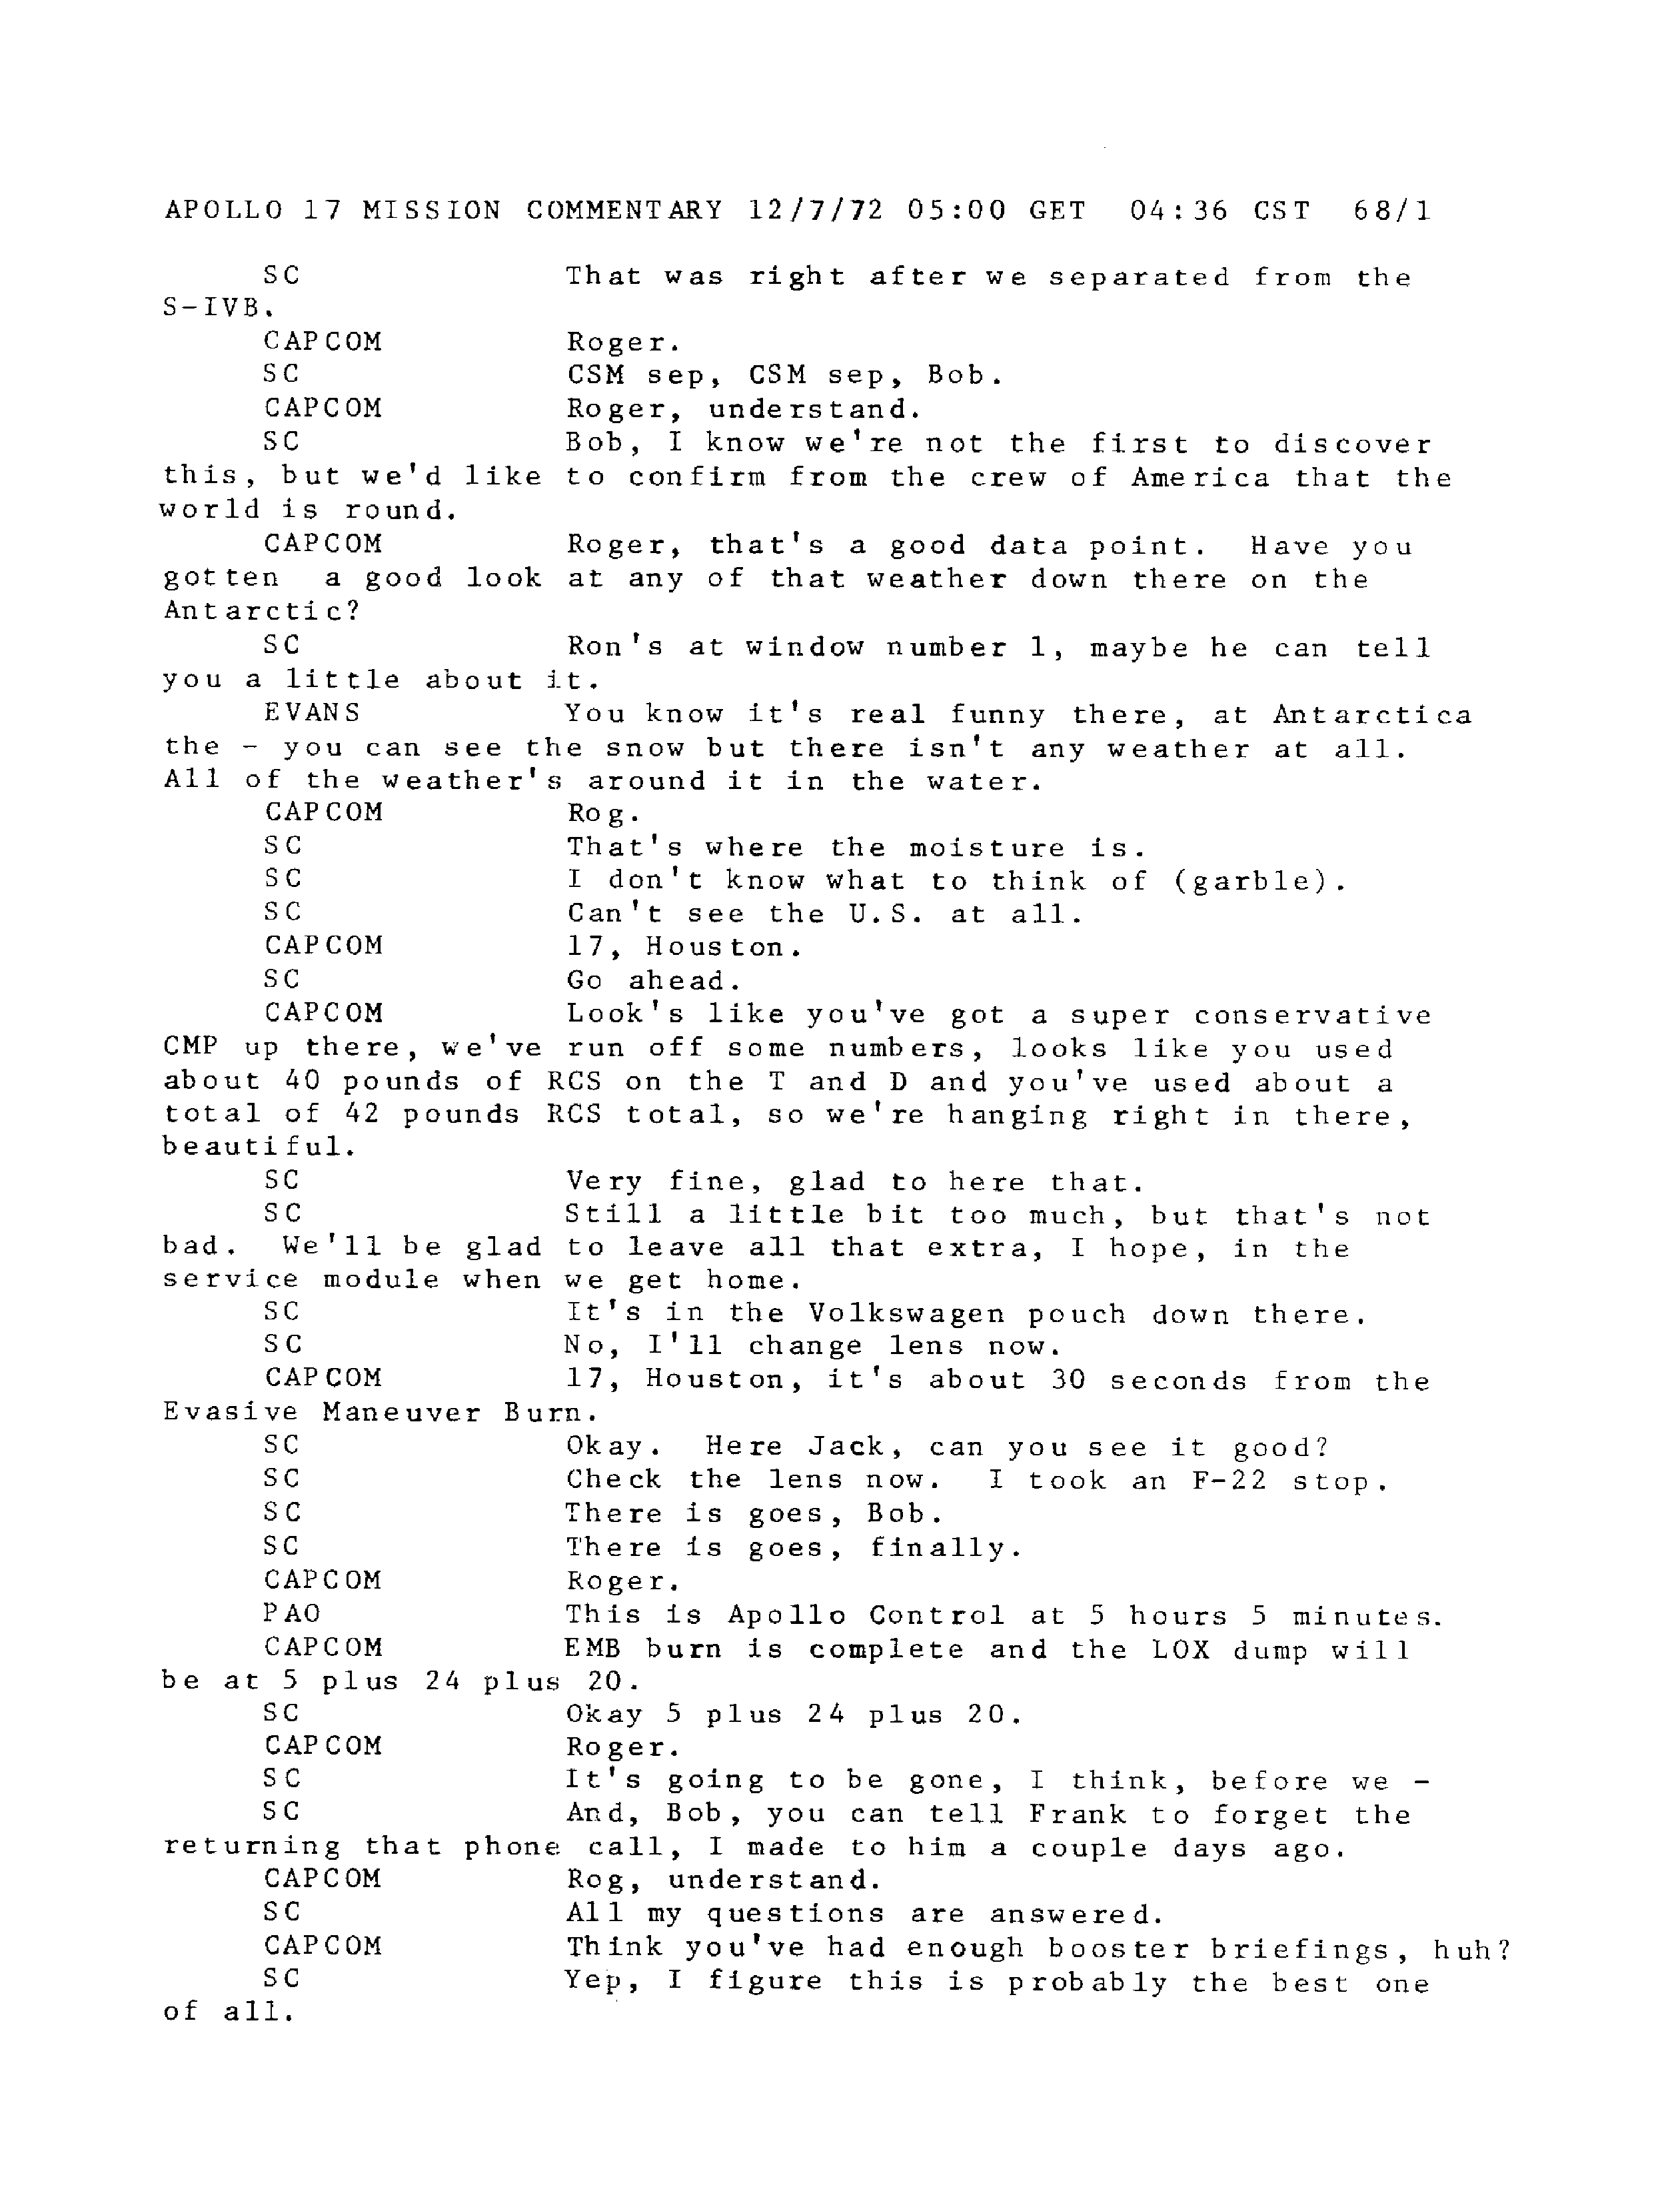 APOLLO 17 MISSION COMMENTARY 12/7/72 05:00 GET 04:36 CST 68/1
SC That was right after we separated from the
S-IVB.
CAPCOM Roger.
SC CSM sep, CSM sep, Bob.
CAPCOM Roger, understand.
SC Bob, I know we're not the first to discover
this, but we'd like to confirm from the crew of America that the
world is round.
CAPCOM Roger, that's a good data point. Have you
gotten a good look at any of that weather down there on the
Antarctic?
SC Ron's at window number 1, maybe he can tell
you a little about it.
EVANS You know it's real funny there, at Antarctica
the - you can see the snow but there isn't any weather at all.
All of the weather's around it in the water.
CAPCOM Rog.
SC That's where the moisture is.
SC I don't know what to think of (garble).
SC Can't see the U.S. at all.
CAPCOM 17, Houston.
SC Go ahead.
CAPCOM Look's like you've got a super conservative
CMP up there, we've run off some numbers, looks like you used
about 40 pounds of RCS on the T and D and you've used about a
total of 42 pounds RCS total, so we're hanging right in there,
beautiful.
SC Very fine, glad to here that.
SC Still a little bit too much, but that's not
bad. We'll be glad to leave all that extra, I hope, in the
service module when we get home.
SC It's in the Volkswagen pouch down there.
SC No, I'll change lens now.
CAPCOM 17, Houston, it's about 30 seconds from the
Evasive Maneuver Burn.
SC Okay. Here Jack, can you see it good?
SC Check the lens now. I took an F-22 stop.
SC There is goes, Bob.
SC There is goes, finally.
CAPCOM Roger.
PAO This is Apollo Control at 5 hours 5 minutes.
CAPCOM EMB burn is complete and the LOX dump will
be at 5 plus 24 plus 20.
SC Okay 5 plus 24 plus 20.
CAPCOM Roger.
SC It's going to be gone, I think, before we -
SC And, Bob, you can tell Frank to forget the
returning that phone call, I made to him a couple days ago.
CAPCOM Rog, understand.
SC All my questions are answered.
CAPCOM Think you've had enough booster briefings, huh?
SC Yep, I figure this is probably the best one
of all.